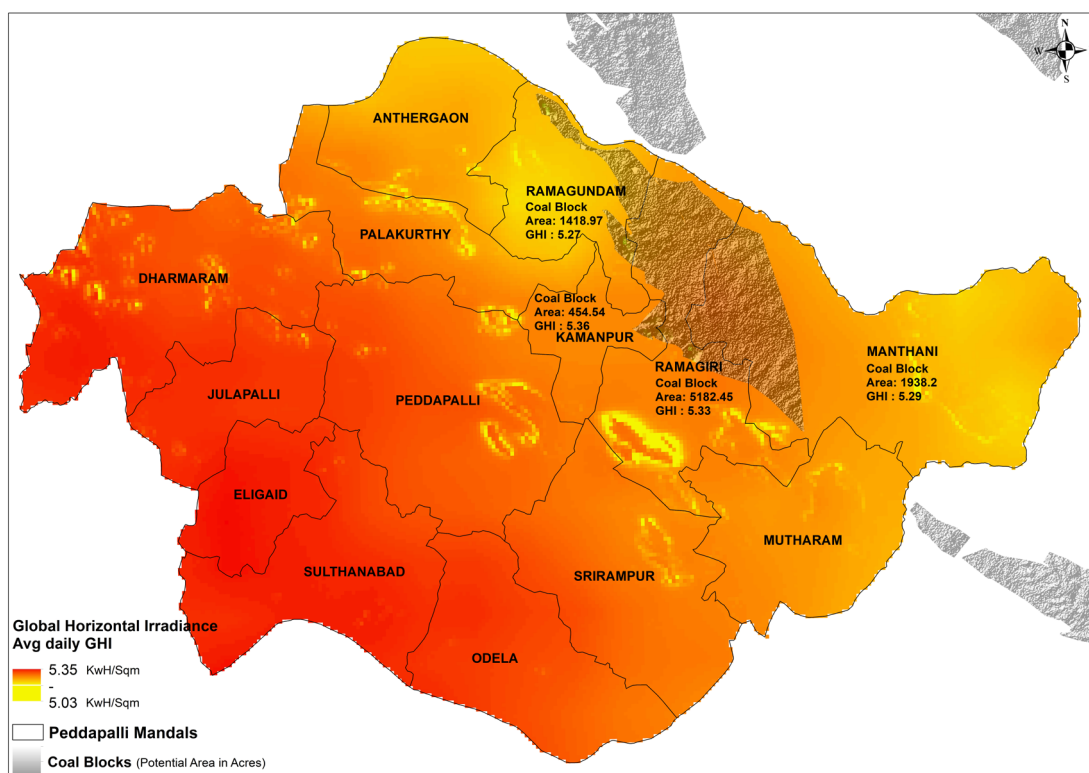 N
W
S
ANTHERGAON
RAMAGUNDAM
Coal Block
Area: 1418.97
GHI : 5.27
PALAKURTHY
DHARMARAM
Coal Block
Area: 454.54
GHI : 5.36
KAMANPUR
MANTHANI
Coal Block
Area: 1938.2
GHI : 5.29
RAMAGIRI
Coal Block
Area: 5182.45
GHI : 5.33
JULAPALLI
PEDDAPALLI
ELIGAID
MUTHARAM
SULTHANABAD
SRIRAMPUR
ODELA
Global Horizontal Irradiance
Avg daily GHI
5.35 KwH/Sqm
-
5.03 KwH/Sqm
Peddapalli Mandals
Coal Blocks (Potential Area in Acres)